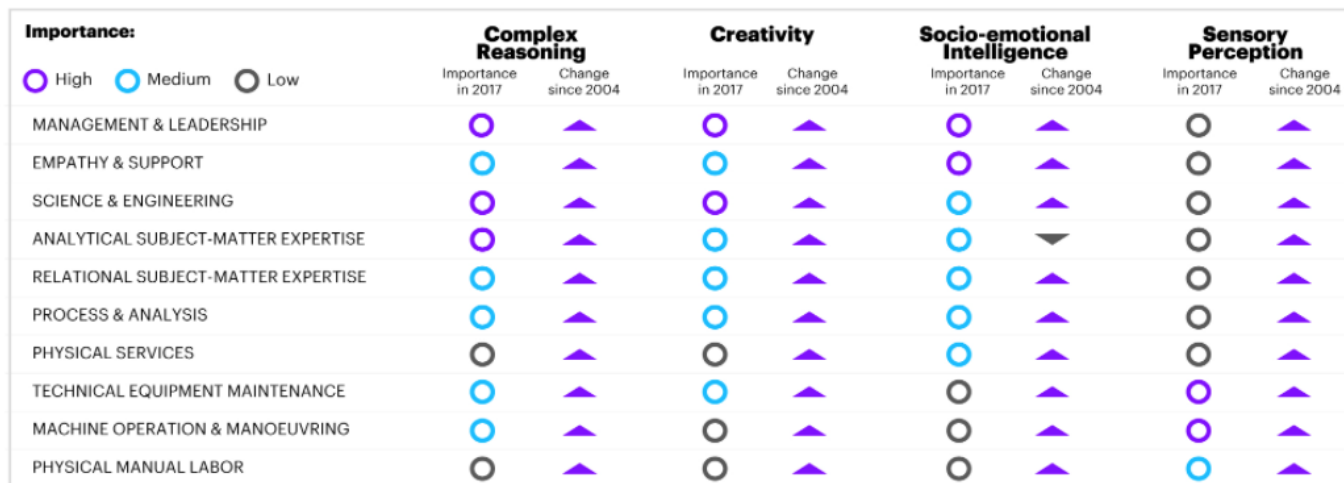 Importance:
High Medium Low
Complex Reasoning
Importance in 2017
Change since 2004
Creativity
Importance in 2017
Change since 2004
Socio-emotional Intelligence
Importance in 2017
Change since 2004
Sensory Perception
Importance in 2017
Change since 2004
MANAGEMENT & LEADERSHIP
EMPATHY & SUPPORT
SCIENCE & ENGINEERING
ANALYTICAL SUBJECT-MATTER EXPERTISE
RELATIONAL SUBJECT-MATTER EXPERTISE
PROCESS & ANALYSIS
PHYSICAL SERVICES
TECHNICAL EQUIPMENT MAINTENANCE
MACHINE OPERATION & MANOEUVRING
PHYSICAL MANUAL LABOR